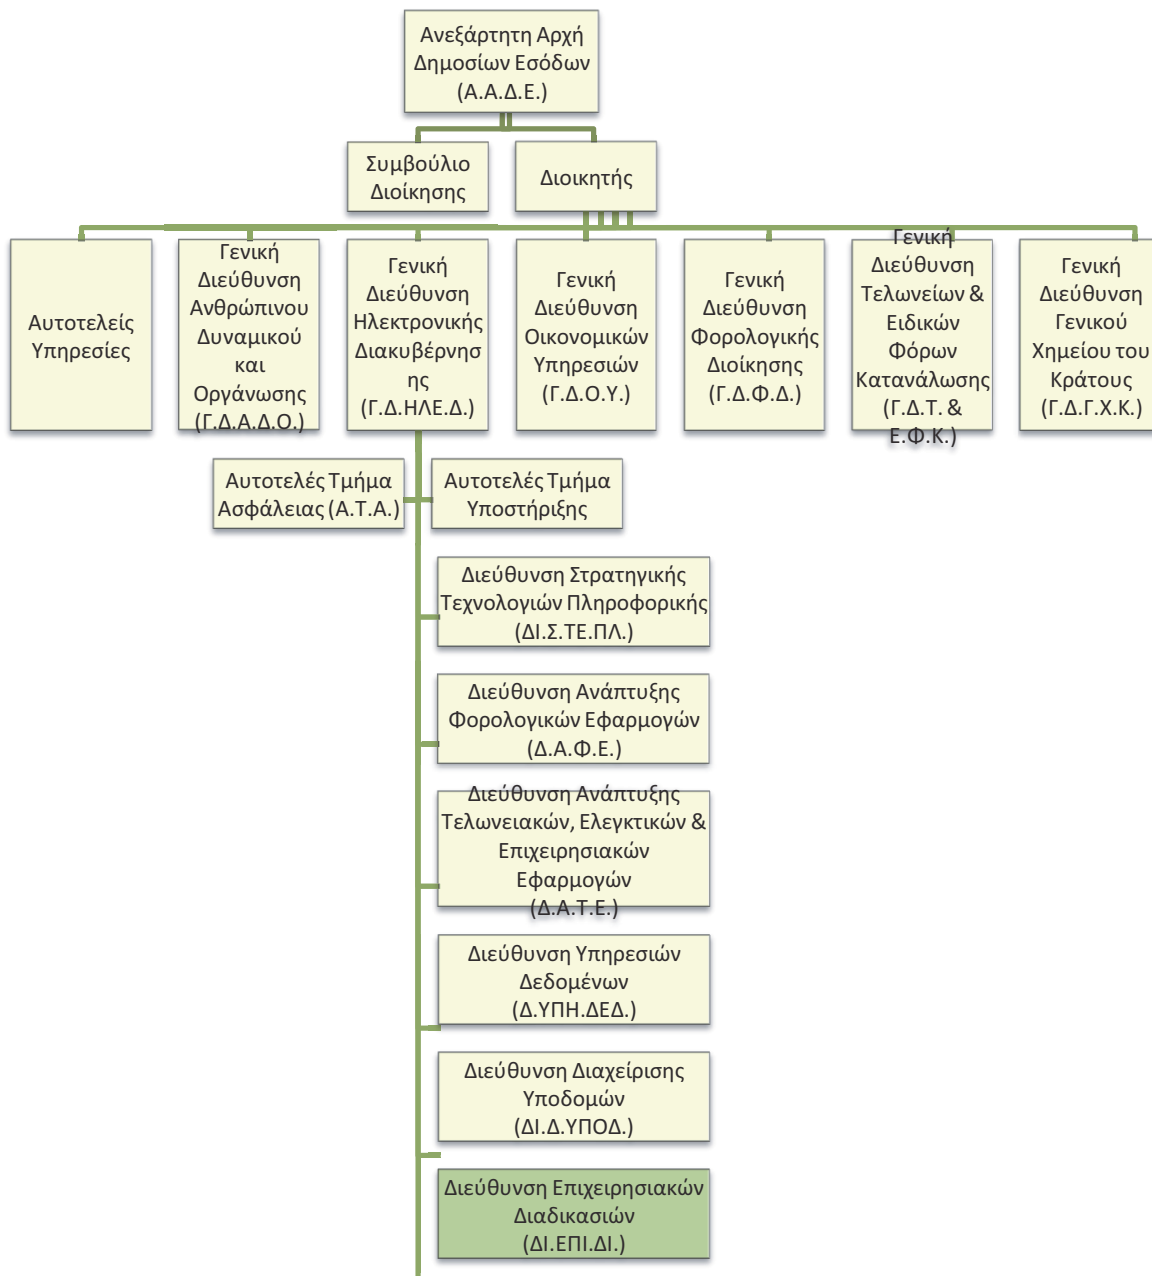 Ανεξάρτητη Αρχή
Δημοσίων Εσόδων
(Α.Α.Δ.Ε.)
Συμβούλιο
Διοίκησης
Διοικητής
Αυτοτελείς
Υπηρεσίες
Γενική
Διεύθυνση
Ανθρώπινου
Δυναμικού
και
Οργάνωσης
(Γ.Δ.Α.Δ.Ο.)
Γενική
Διεύθυνση
Ηλεκτρονικής
Διακυβέρνησ
ης
(Γ.Δ.ΗΛΕ.Δ.)
Γενική
Διεύθυνση
Οικονομικών
Υπηρεσιών
(Γ.Δ.Ο.Υ.)
Γενική
Διεύθυνση
Φορολογικής
Διοίκησης
(Γ.Δ.Φ.Δ.)
Γενική
Διεύθυνση
Τελωνείων &
Ειδικών
Φόρων
Κατανάλωσης
(Γ.Δ.Τ. &
Ε.Φ.Κ.)
Γενική
Διεύθυνση
Γενικού
Χημείου του
Κράτους
(Γ.Δ.Γ.Χ.Κ.)
Αυτοτελές Τμήμα
Ασφάλειας (Α.Τ.Α.)
Αυτοτελές Τμήμα
Υποστήριξης
Διεύθυνση Στρατηγικής
Τεχνολογιών Πληροφορικής
(ΔΙ.Σ.ΤΕ.ΠΛ.)
Διεύθυνση Ανάπτυξης
Φορολογικών Εφαρμογών
(Δ.Α.Φ.Ε.)
Διεύθυνση Ανάπτυξης
Τελωνειακών, Ελεγκτικών &
Επιχειρησιακών
Εφαρμογών
(Δ.Α.Τ.Ε.)
Διεύθυνση Υπηρεσιών
Δεδομένων
(Δ.ΥΠΗ.ΔΕΔ.)
Διεύθυνση Διαχείρισης
Υποδομών
(ΔΙ.Δ.ΥΠΟΔ.)
Διεύθυνση Επιχειρησιακών
Διαδικασιών
(ΔΙ.ΕΠΙ.ΔΙ.)